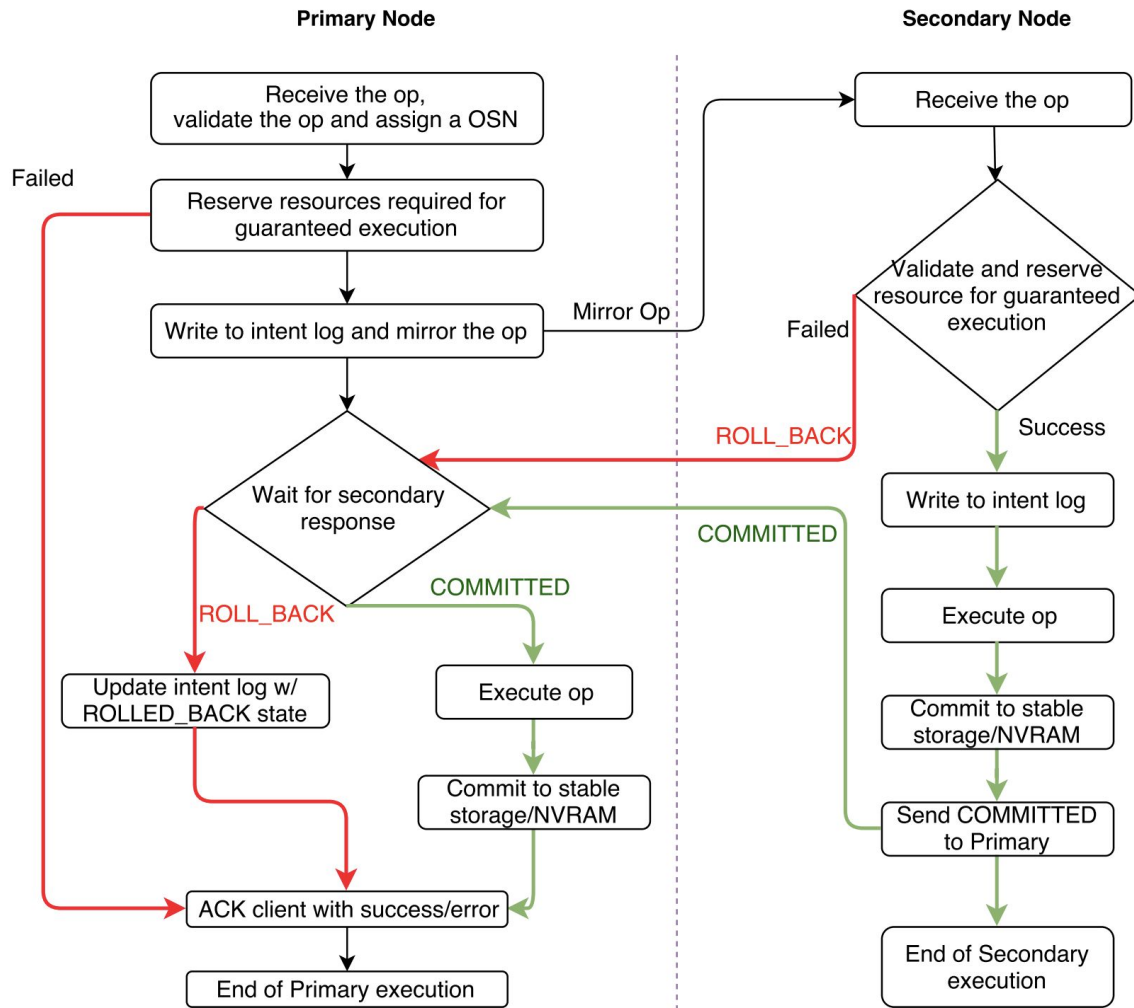 Primary Node
Receive the op,
validate the op and assign a OSN
Failed
Reserve resources required for
guaranteed execution
Write to intent log and mirror the op
Mirror Op
Wait for secondary
response
ROLL_BACK
COMMITTED
Update intent log w/
ROLLED_BACK state
Execute op
Commit to stable
storage/NVRAM
ACK client with success/error
End of Primary execution
Secondary Node
Receive the op
Validate and reserve
resource for guaranteed
execution
Failed
ROLL_BACK
Success
Write to intent log
COMMITTED
Execute op
Commit to stable
storage/NVRAM
Send COMMITTED
to Primary
End of Secondary
execution